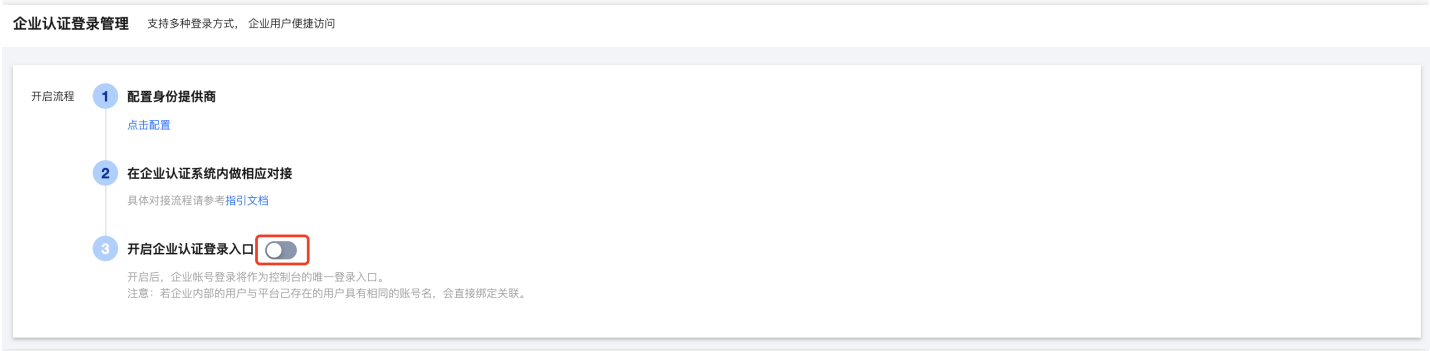 企业认证登录管理 支持多种登录方式，企业用户便捷访问
开启流程 1 配置身份提供商
点击配置
2 在企业认证系统内做相应对接
具体对接流程请参考指引文档
3 开启企业认证登录入口
开启后，企业帐号登录将作为控制台的唯一登录入口。
注意：若企业内部的用户与平台己存在的用户具有相同的账号名，会直接绑定关联。